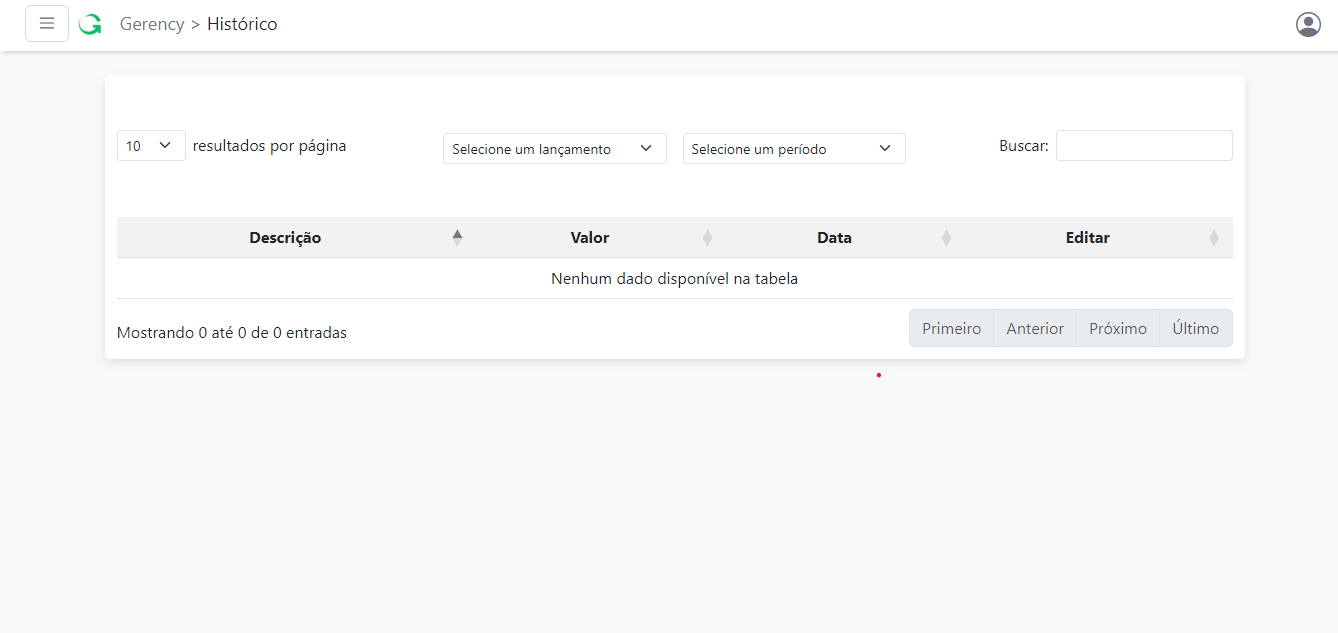 Gerency > Histórico
10 resultados por página
Selecione um lançamento
Selecione um período
Buscar:
Descrição Valor Data Editar
Nenhum dado disponível na tabela
Mostrando 0 até 0 de 0 entradas
Primeiro Anterior Próximo Último